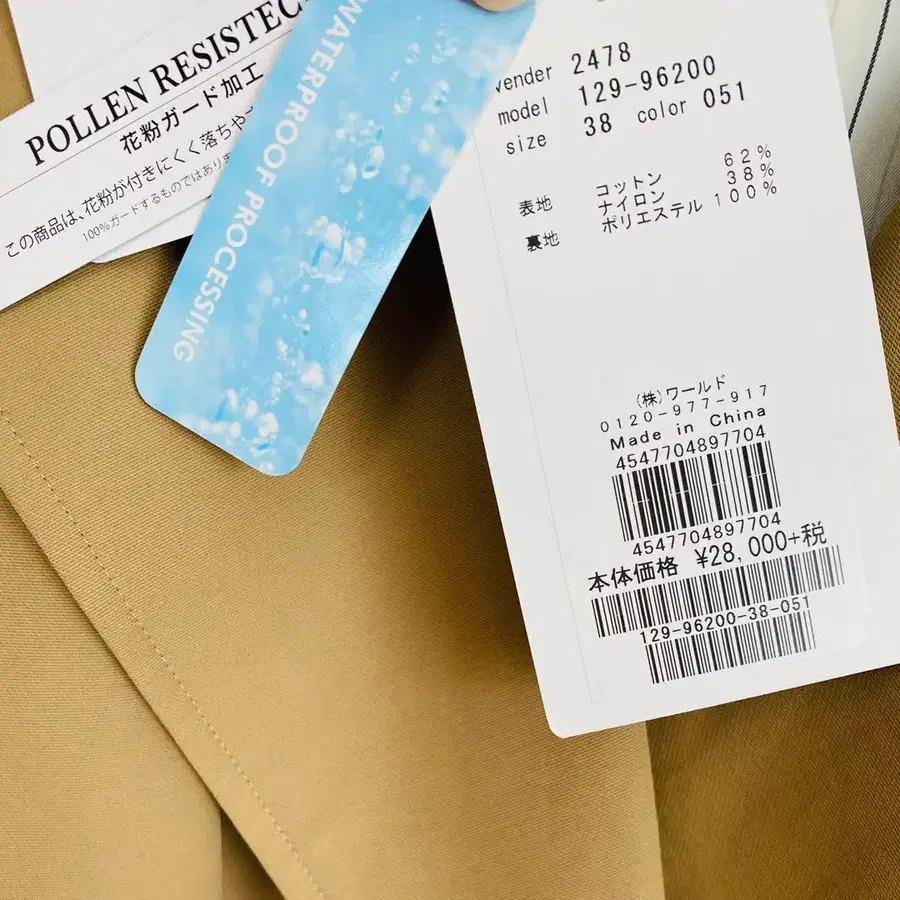 POLLEN RESISTEC
花粉ガード加工
この商品は、花粉が付きにくく落ちや
100%ガードするものではありま
WATERPROOF PROCESSING
vender 2478
model 129-96200
size 38 color 051
表地 コットン 62%
ナイロン 38%
裏地 ポリエステル 100%
(株)ワールド
0120-977-917
Made in China
4547704897704
4547704897704
本体価格 ¥28,000+税
129-96200-38-051